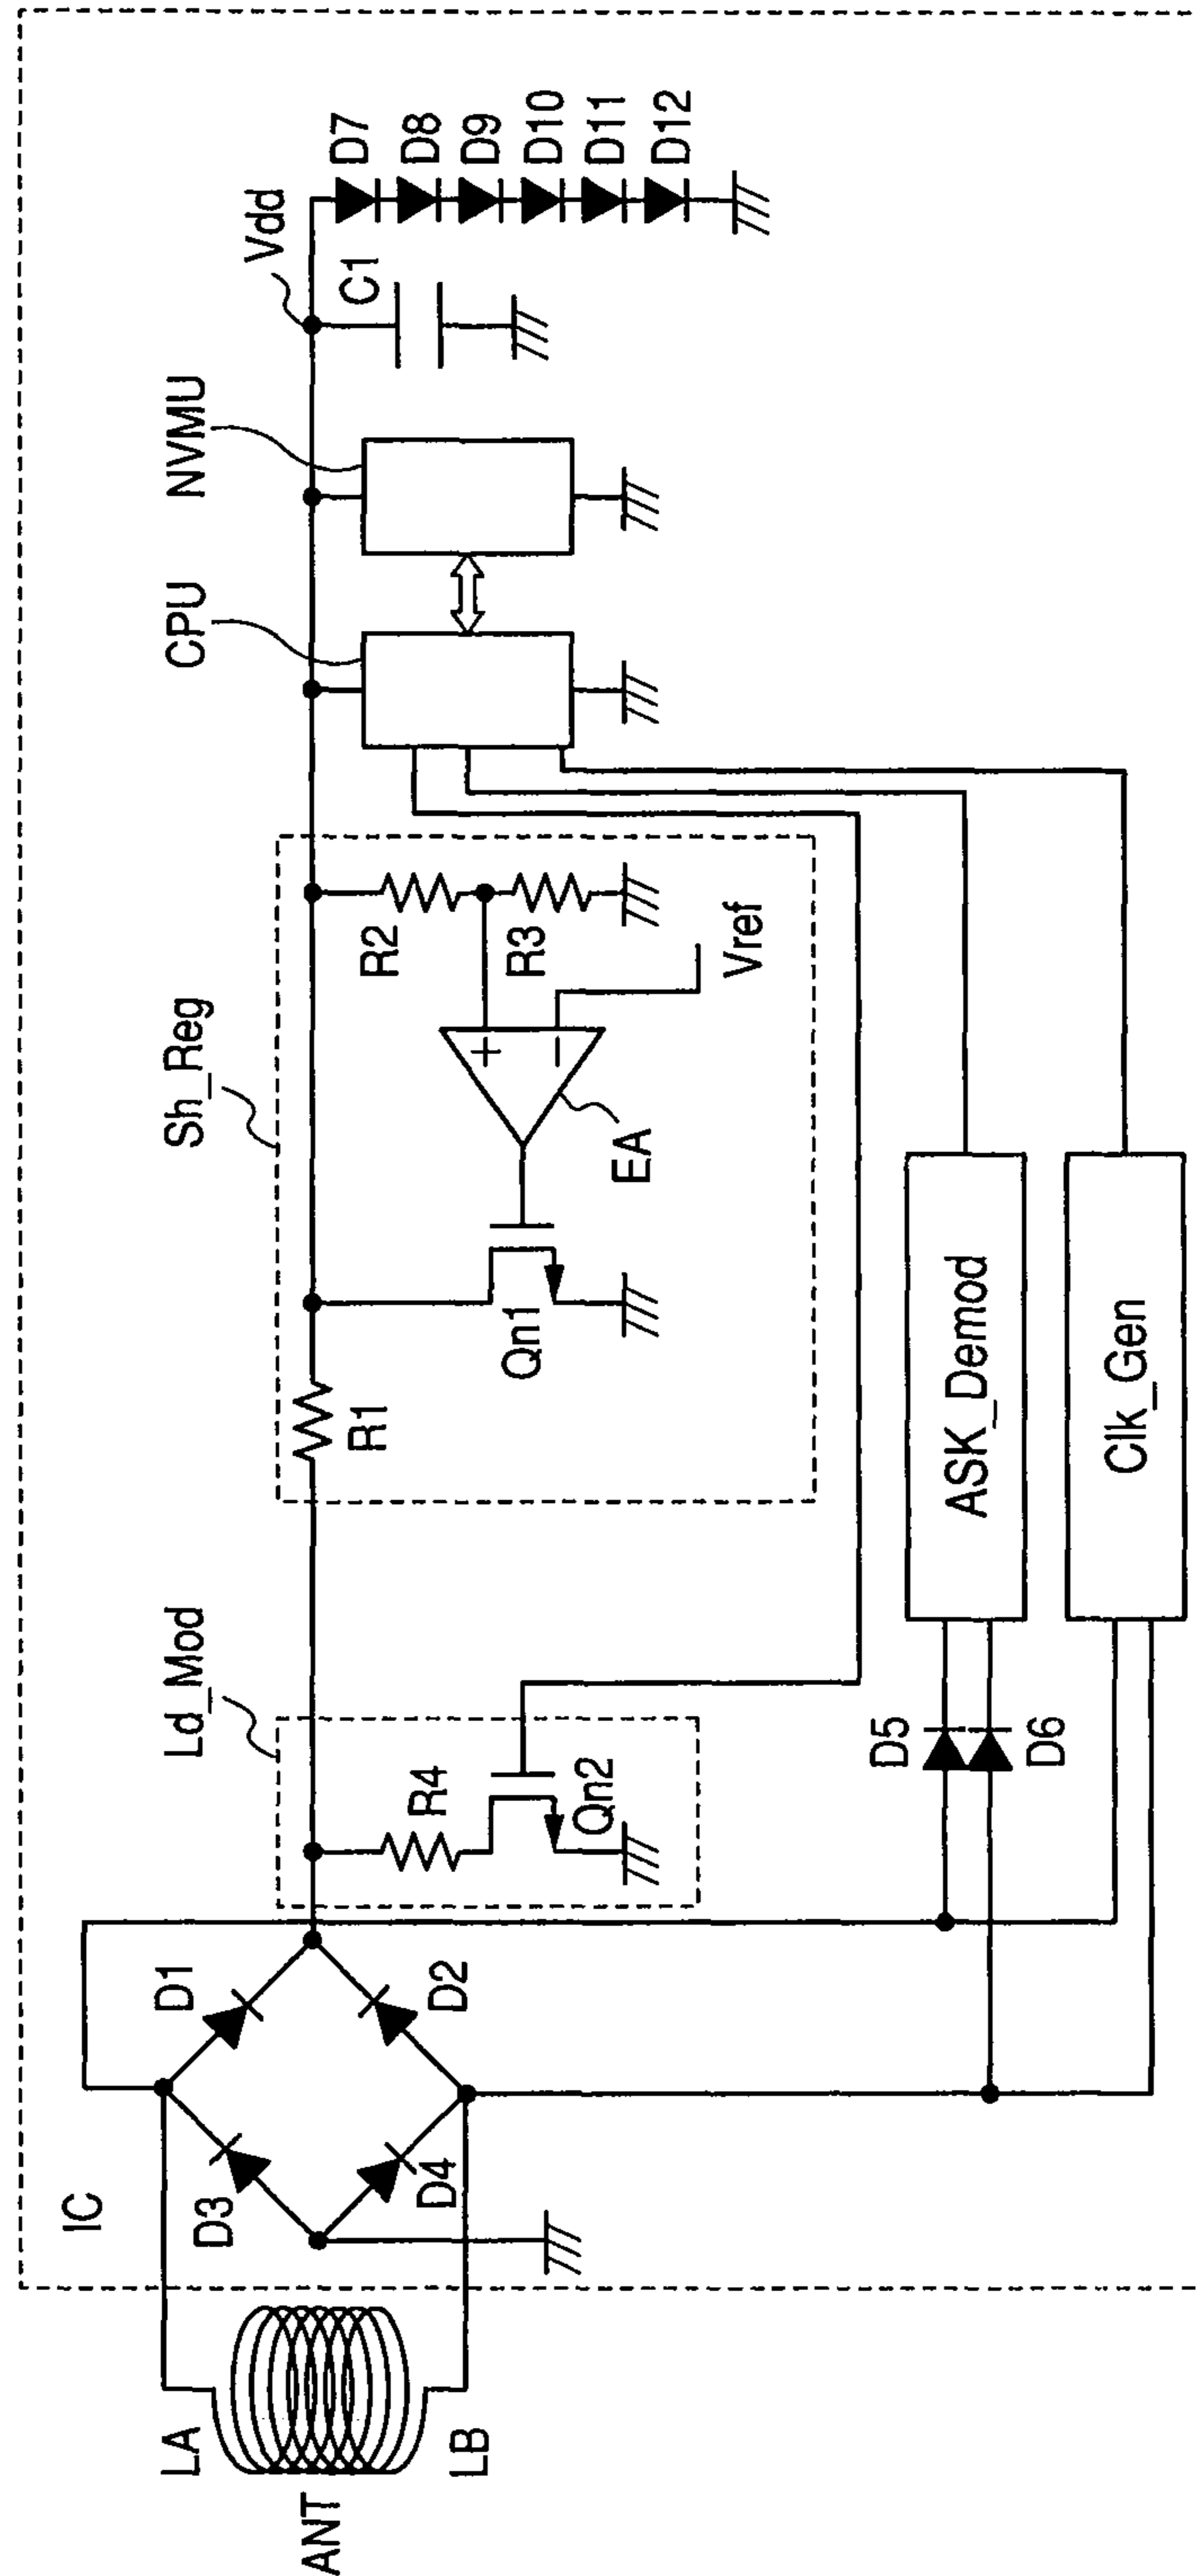 ANT
LA
LB
IC
D1
D2
D3
D4
Ld_Mod
R4
Qn2
D5
D6
Sh_Reg
R1
Qn1
EA
R2
R3
Vref
ASK_Demod
Clk_Gen
CPU
NVMU
Vdd
C1
D7
D8
D9
D10
D11
D12